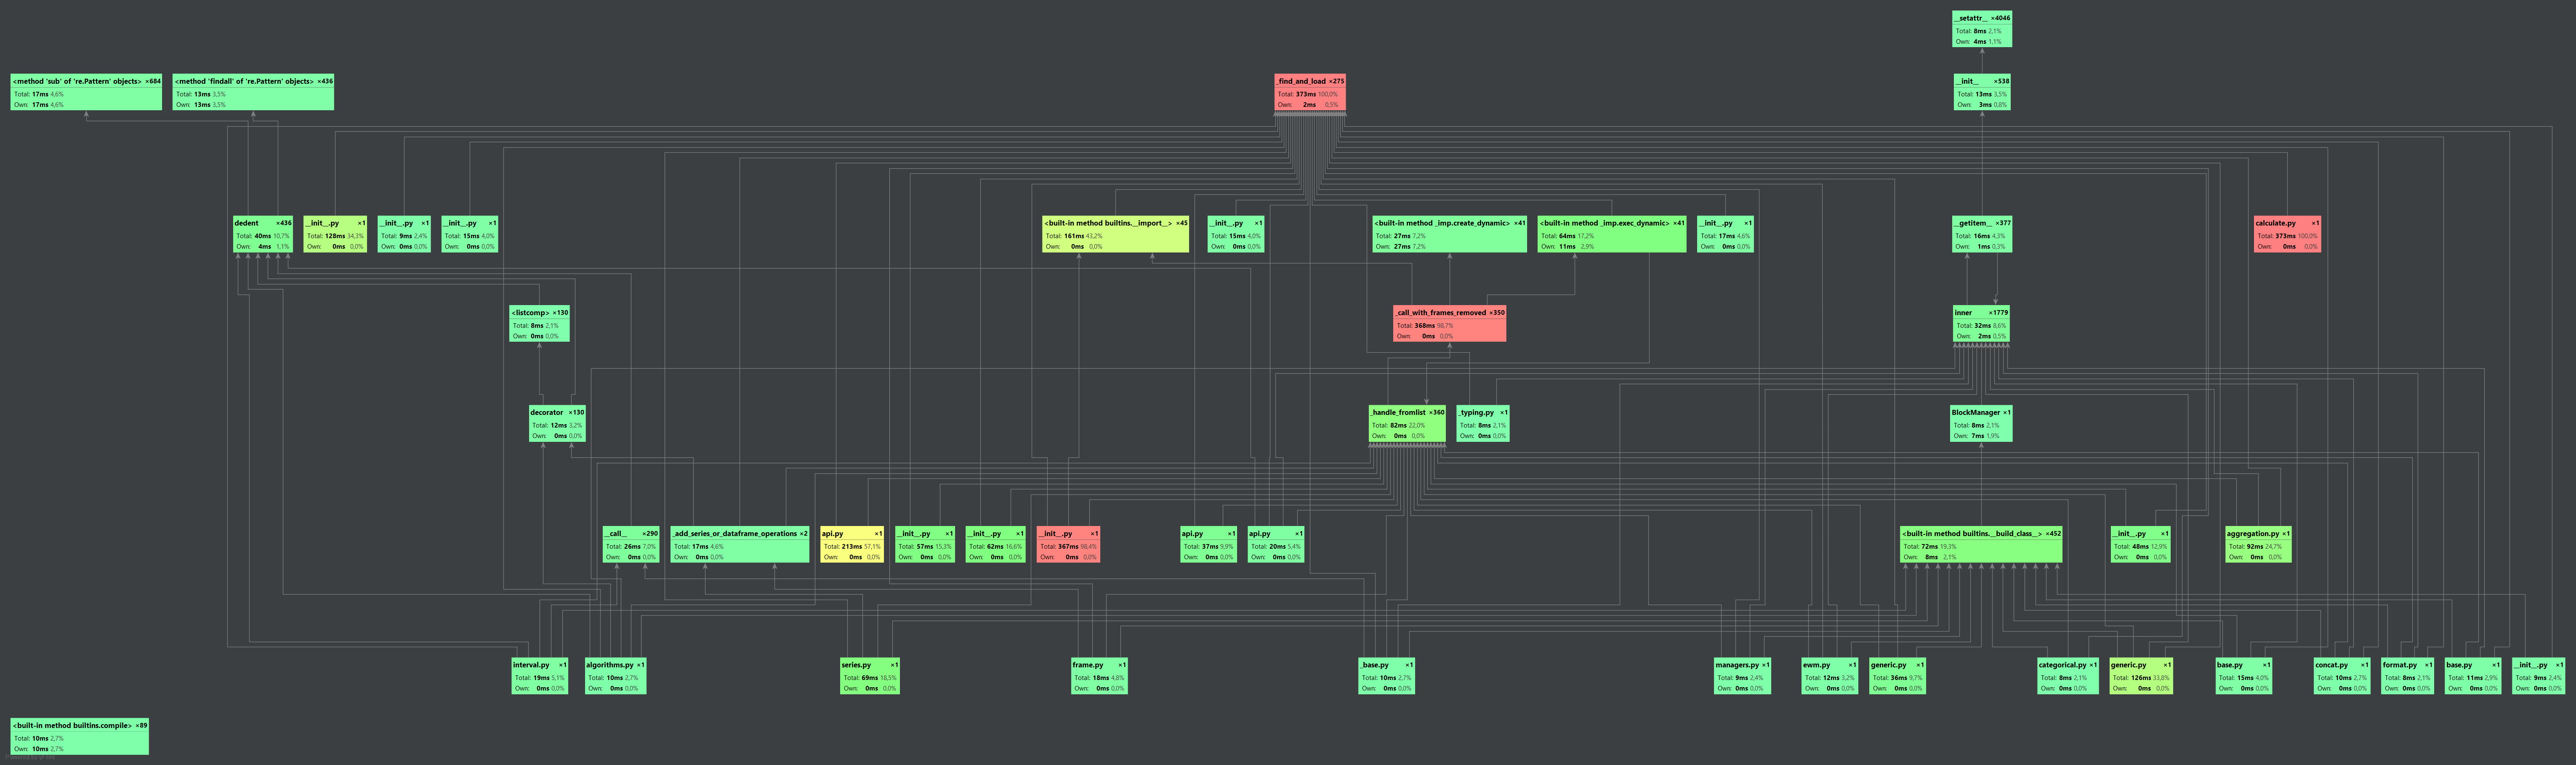 __setattr__ ×4046
Total: 8ms 2,1%
Own: 4ms 1,1%
<method 'sub' of 're.Pattern' objects> ×684
Total: 17ms 4,6%
Own: 17ms 4,6%
<method 'findall' of 're.Pattern' objects> ×436
Total: 13ms 3,5%
Own: 13ms 3,5%
_find_and_load ×275
Total: 373ms 100,0%
Own: 2ms 0,5%
__init__ ×538
Total: 13ms 3,5%
Own: 3ms 0,8%
dedent ×436
Total: 40ms 10,7%
Own: 4ms 1,1%
__init__.py ×1
Total: 128ms 34,3%
Own: 0ms 0,0%
__init__.py ×1
Total: 9ms 2,4%
Own: 0ms 0,0%
__init__.py ×1
Total: 15ms 4,0%
Own: 0ms 0,0%
<built-in method builtins.__import__> ×45
Total: 161ms 43,2%
Own: 0ms 0,0%
__init__.py ×1
Total: 15ms 4,0%
Own: 0ms 0,0%
<built-in method _imp.create_dynamic> ×41
Total: 27ms 7,2%
Own: 27ms 7,2%
<built-in method _imp.exec_dynamic> ×41
Total: 64ms 17,2%
Own: 11ms 2,9%
__init__.py ×1
Total: 17ms 4,6%
Own: 0ms 0,0%
__getitem__ ×377
Total: 16ms 4,3%
Own: 1ms 0,3%
calculate.py ×1
Total: 373ms 100,0%
Own: 0ms 0,0%
<listcomp> ×130
Total: 8ms 2,1%
Own: 0ms 0,0%
_call_with_frames_removed ×350
Total: 368ms 98,7%
Own: 0ms 0,0%
inner ×1779
Total: 32ms 8,6%
Own: 2ms 0,5%
decorator ×130
Total: 12ms 3,2%
Own: 0ms 0,0%
_handle_fromlist ×360
Total: 82ms 22,0%
Own: 0ms 0,0%
_typing.py ×1
Total: 8ms 2,1%
Own: 0ms 0,0%
BlockManager ×1
Total: 8ms 2,1%
Own: 7ms 1,9%
__call__ ×290
Total: 26ms 7,0%
Own: 0ms 0,0%
_add_series_or_dataframe_operations ×2
Total: 17ms 4,6%
Own: 0ms 0,0%
api.py ×1
Total: 213ms 57,1%
Own: 0ms 0,0%
__init__.py ×1
Total: 57ms 15,3%
Own: 0ms 0,0%
__init__.py ×1
Total: 62ms 16,6%
Own: 0ms 0,0%
__init__.py ×1
Total: 367ms 98,4%
Own: 0ms 0,0%
api.py ×1
Total: 37ms 9,9%
Own: 0ms 0,0%
api.py ×1
Total: 20ms 5,4%
Own: 0ms 0,0%
<built-in method builtins.__build_class__> ×452
Total: 72ms 19,3%
Own: 8ms 2,1%
__init__.py ×1
Total: 48ms 12,9%
Own: 0ms 0,0%
aggregation.py ×1
Total: 92ms 24,7%
Own: 0ms 0,0%
interval.py ×1
Total: 19ms 5,1%
Own: 0ms 0,0%
algorithms.py ×1
Total: 10ms 2,7%
Own: 0ms 0,0%
series.py ×1
Total: 69ms 18,5%
Own: 0ms 0,0%
frame.py ×1
Total: 18ms 4,8%
Own: 0ms 0,0%
_base.py ×1
Total: 10ms 2,7%
Own: 0ms 0,0%
managers.py ×1
Total: 9ms 2,4%
Own: 0ms 0,0%
ewm.py ×1
Total: 12ms 3,2%
Own: 0ms 0,0%
generic.py ×1
Total: 36ms 9,7%
Own: 0ms 0,0%
categorical.py ×1
Total: 8ms 2,1%
Own: 0ms 0,0%
generic.py ×1
Total: 126ms 33,8%
Own: 0ms 0,0%
base.py ×1
Total: 15ms 4,0%
Own: 0ms 0,0%
concat.py ×1
Total: 10ms 2,7%
Own: 0ms 0,0%
format.py ×1
Total: 8ms 2,1%
Own: 0ms 0,0%
base.py ×1
Total: 11ms 2,9%
Own: 0ms 0,0%
__init__.py ×1
Total: 9ms 2,4%
Own: 0ms 0,0%
<built-in method builtins.compile> ×89
Total: 10ms 2,7%
Own: 10ms 2,7%